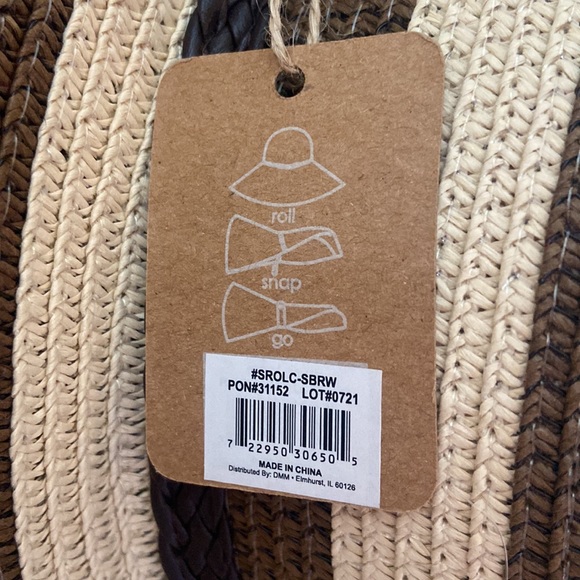 roll
snap
go
#SROLC-SBRW
PON#31152 LOT#0721
7 22950 30650 5
MADE IN CHINA
Distributed By: DMM • Elmhurst, IL 60126